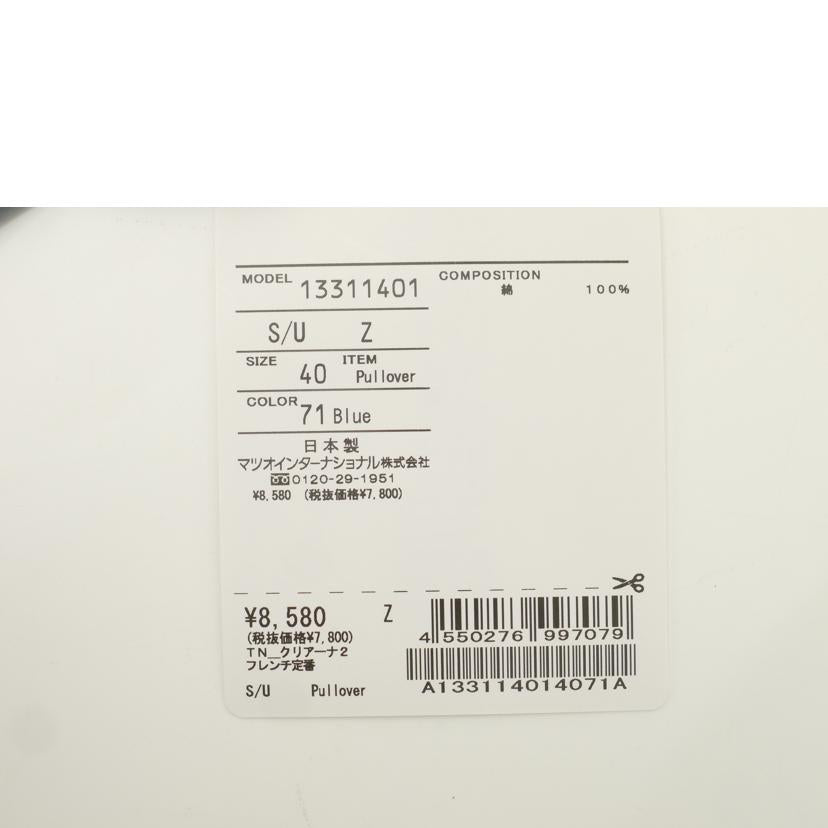 MODEL 13311401
COMPOSITION
綿 100%
S/U Z
SIZE 40 ITEM Pullover
COLOR 71 Blue
日本製
マツオインターナショナル株式会社
0120-29-1951
¥8,580 (税抜価格¥7,800)
¥8,580 Z
(税抜価格¥7,800)
TN_クリアーナ2
フレンチ定番
S/U Pullover
4 550276 997079
A133114014071A